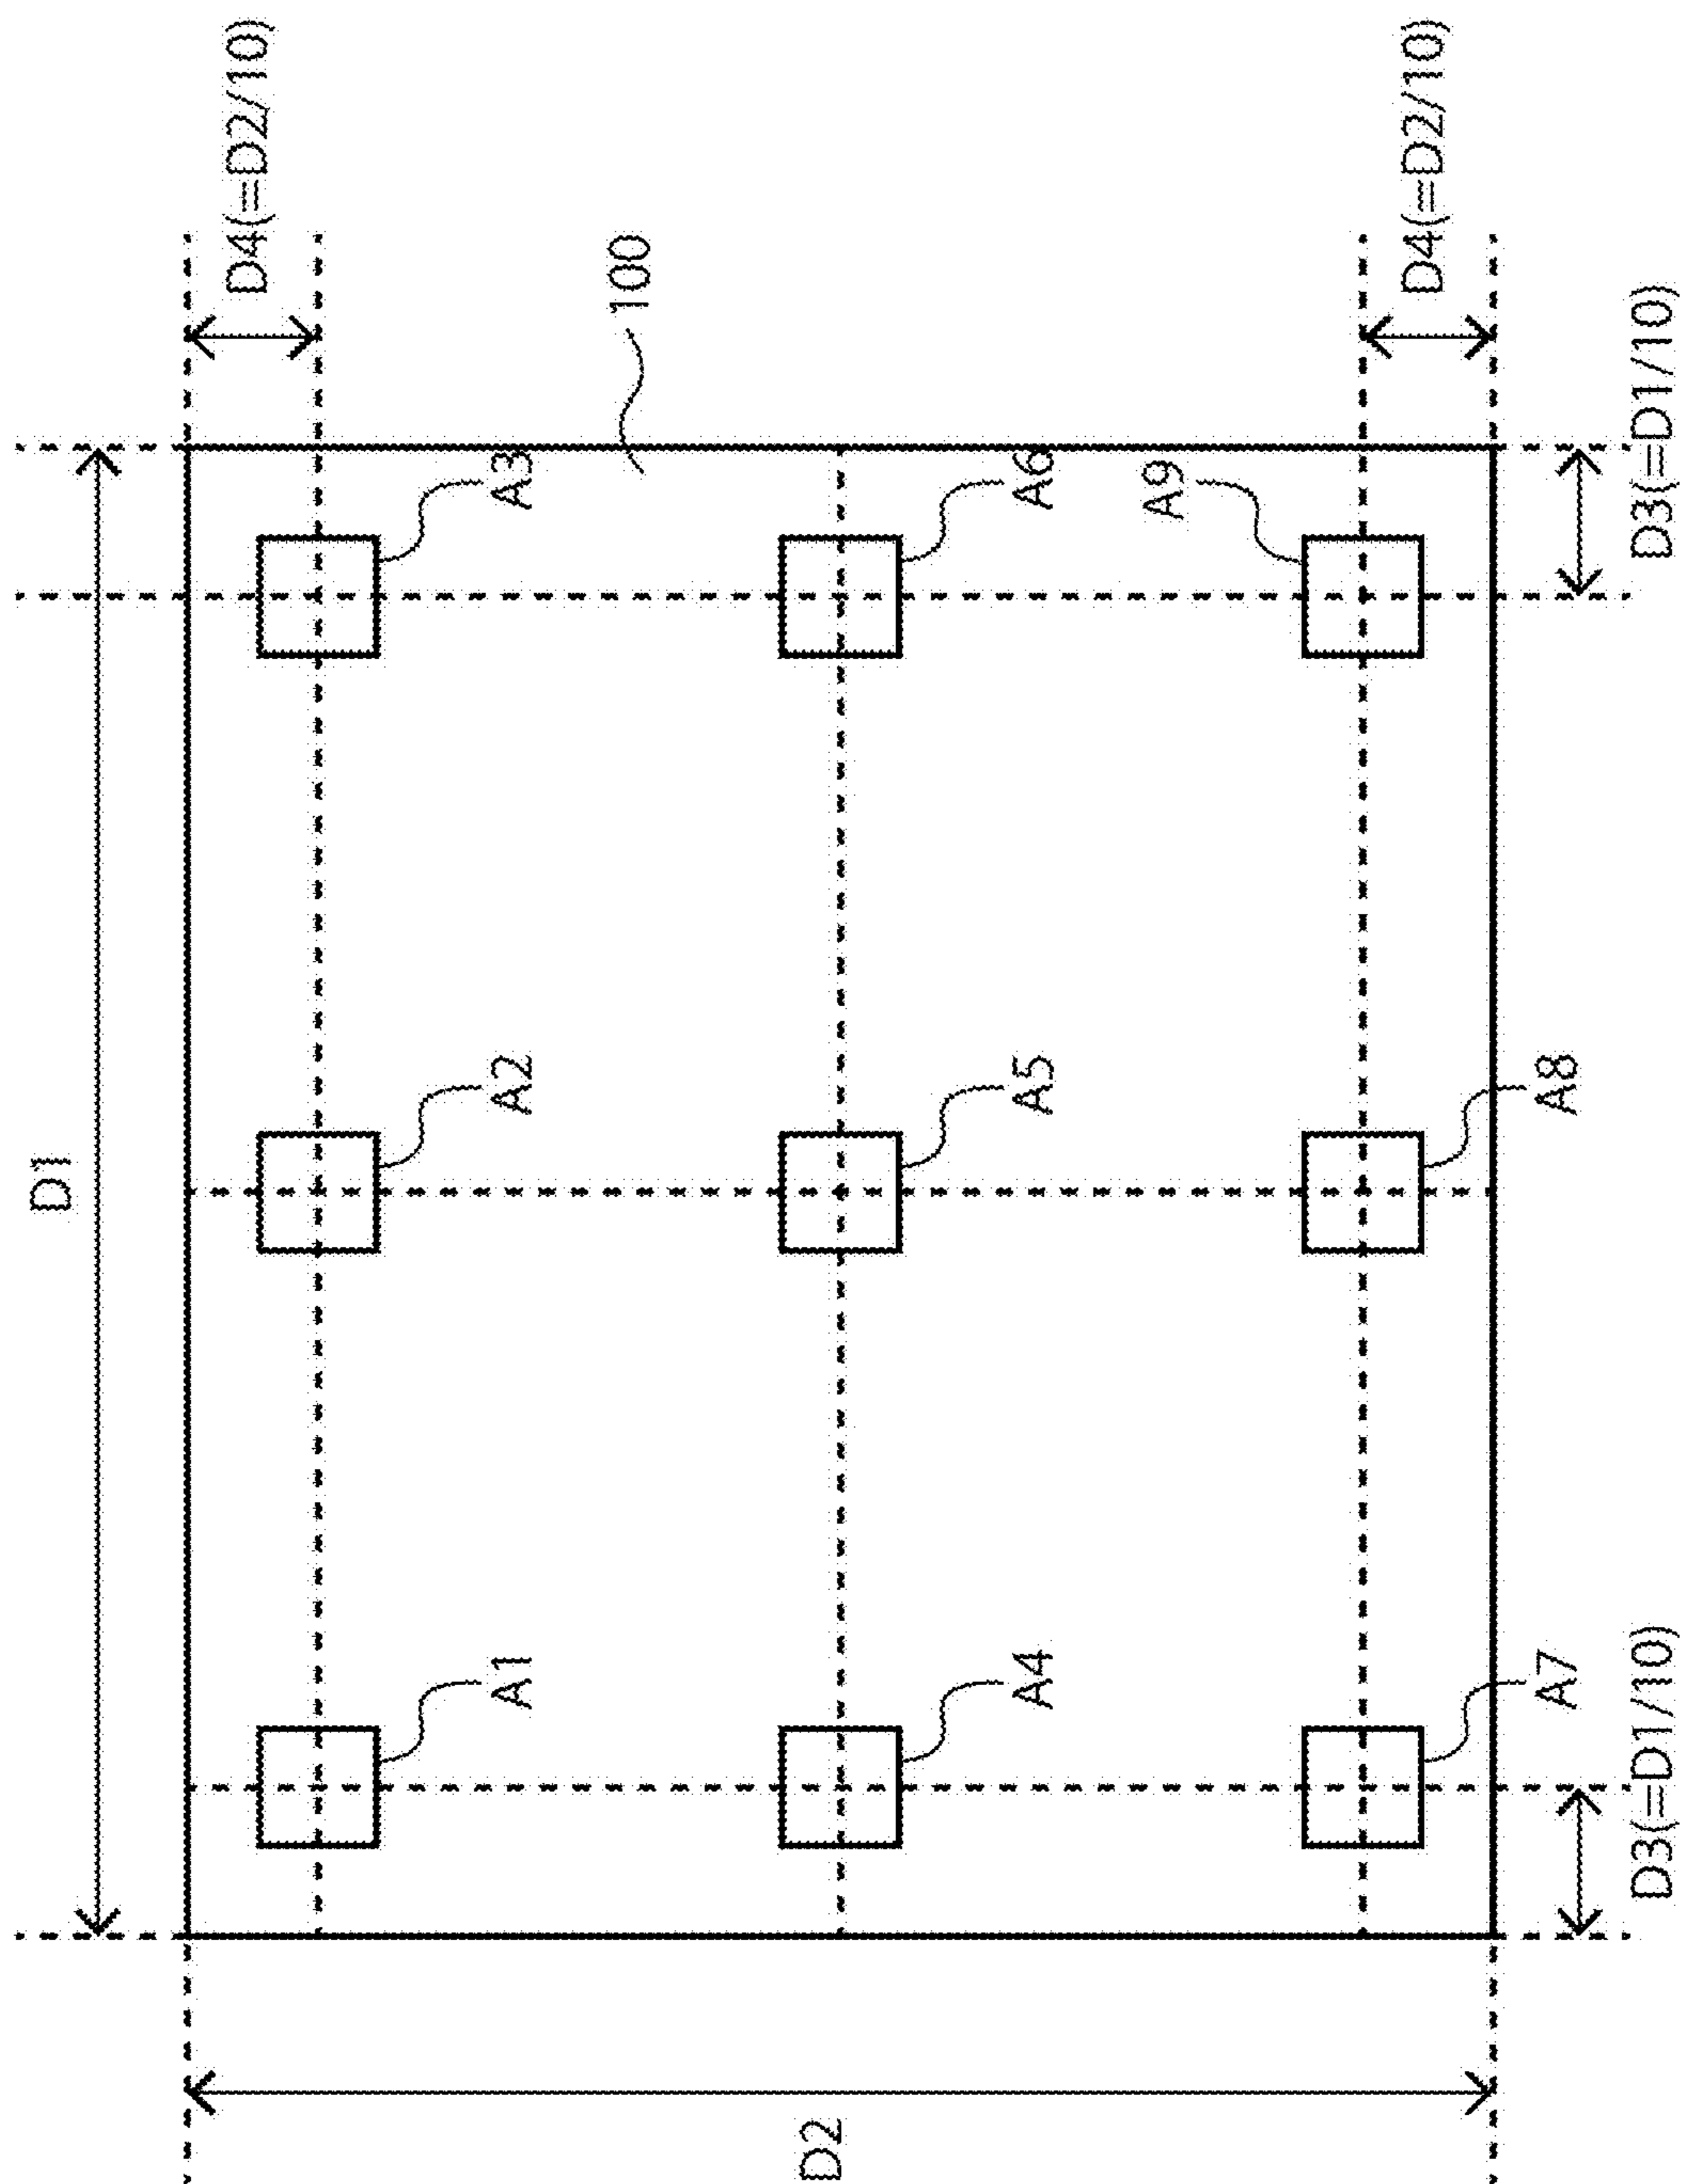 D1
D4(=D2/10)
100
A1
A2
A3
A4
A5
A6
D2
A9
A7
A8
D4(=D2/10)
D3(=D1/10)
D3(=D1/10)